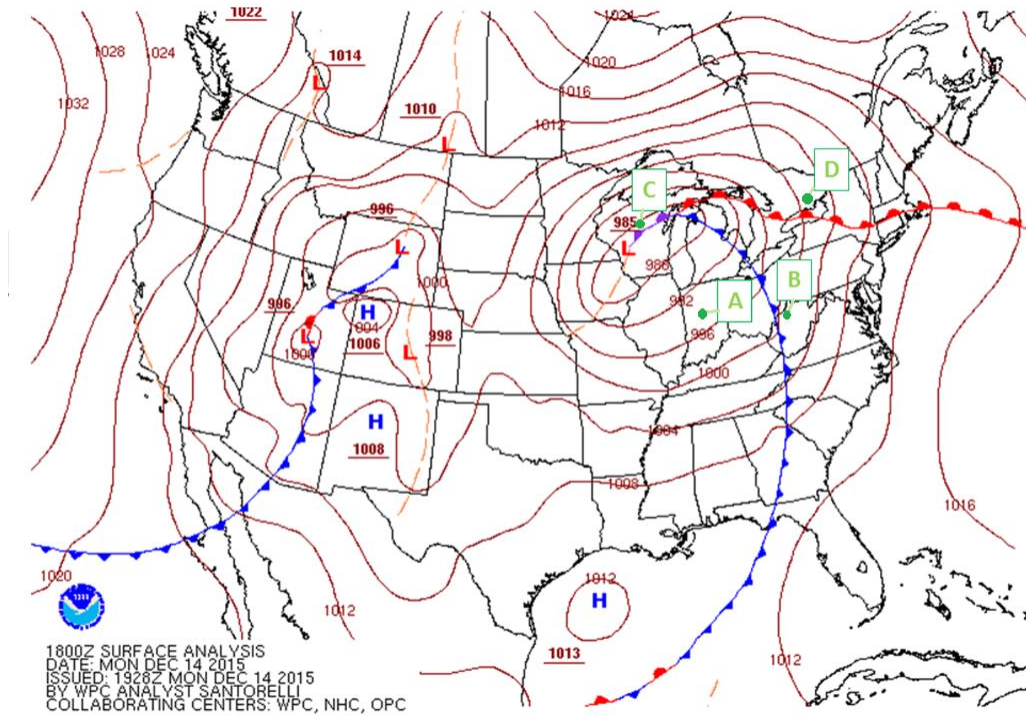 1022
1024
1028
1024
1014
1020
1032
1016
1010
1012
L
L
D
C
996
985
L
L
986
1000
996
992
A
B
H
004
1006
998
996
L
1008
L
1000
H
1004
1008
1008
1016
1020
1012
H
1012
1013
1012
1800Z SURFACE ANALYSIS
DATE: MON DEC 14 2015
ISSUED: 1928Z MON DEC 14 2015
BY WPC ANALYST SANTORELLI
COLLABORATING CENTERS: WPC, NHC, OPC